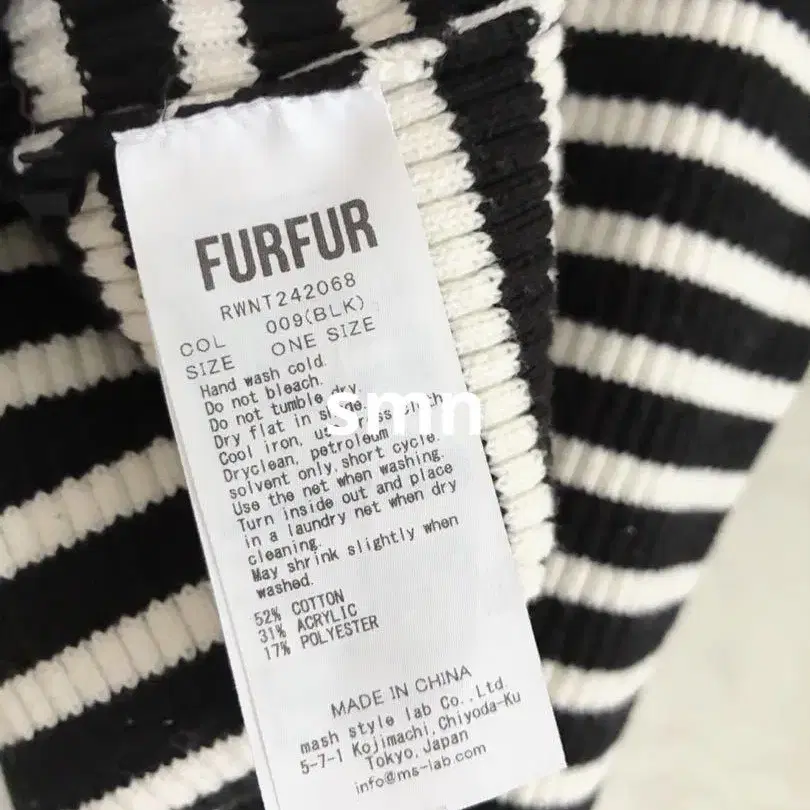 FURFUR
RWNT242068
COL 009(BLK)
SIZE ONE SIZE
Hand wash cold.
Do not bleach.
Do not tumble dry.
Dry flat in
smn
Cool iron,
Dryclean, petroleum
solvent only, short cycle.
Use the net when washing.
Turn inside out and place
in a laundry net when dry
cleaning.
May shrink slightly when
washed.
52% COTTON
31% ACRYLIC
17% POLYESTER
MADE IN CHINA
mash style lab Co.,Ltd.
5-7-1 Kojimachi,Chiyoda-Ku
Tokyo,Japan
info@ms-lab.com